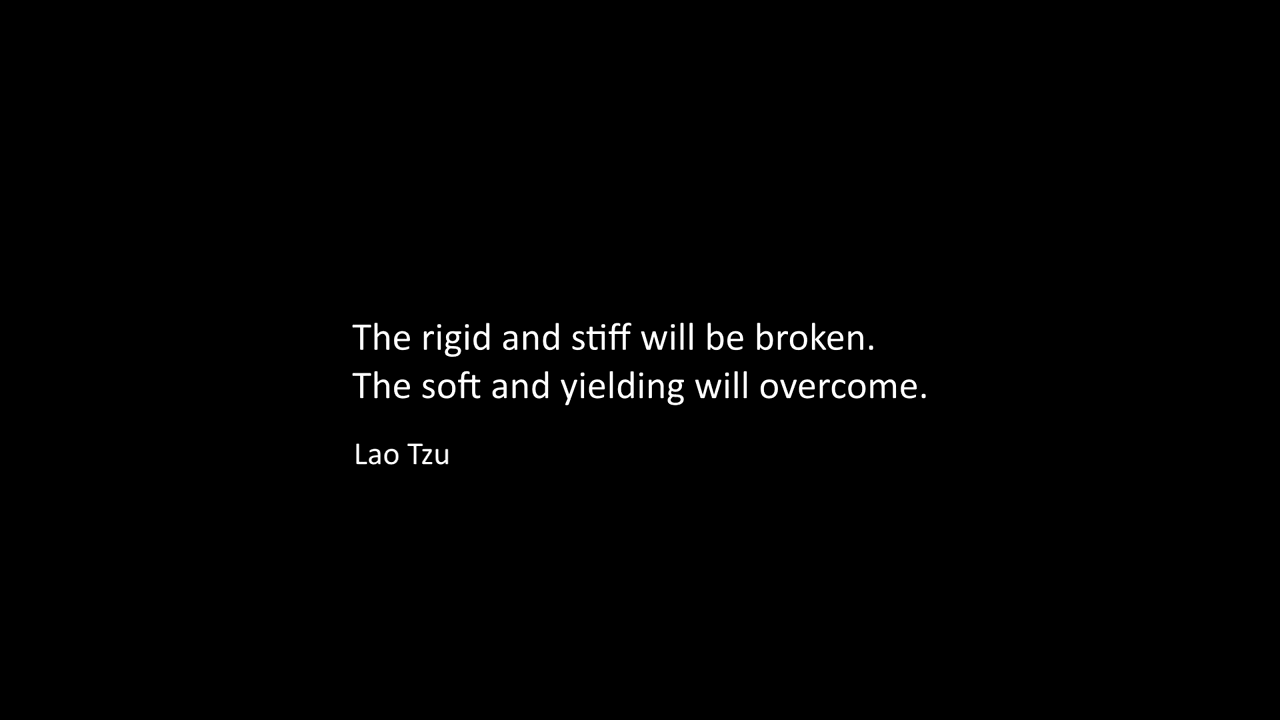 The rigid and stiff will be broken.
The soft and yielding will overcome.
Lao Tzu